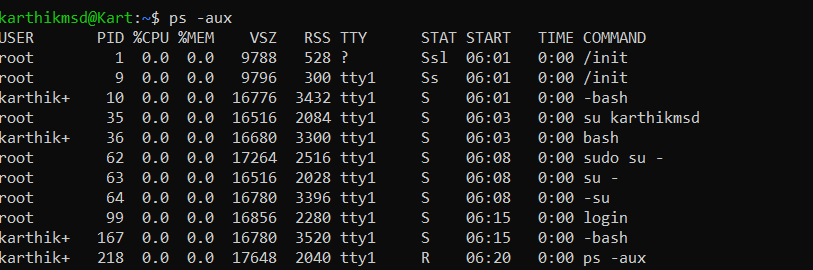 karthikmsd@Kart:~$ ps -aux
USER PID %CPU %MEM VSZ RSS TTY STAT START TIME COMMAND
root 1 0.0 0.0 9788 528 ? Ssl 06:01 0:00 /init
root 9 0.0 0.0 9796 300 tty1 Ss 06:01 0:00 /init
karthik+ 10 0.0 0.0 16776 3432 tty1 S 06:01 0:00 -bash
root 35 0.0 0.0 16516 2084 tty1 S 06:03 0:00 su karthikmsd
karthik+ 36 0.0 0.0 16680 3300 tty1 S 06:03 0:00 bash
root 62 0.0 0.0 17264 2516 tty1 S 06:08 0:00 sudo su -
root 63 0.0 0.0 16516 2028 tty1 S 06:08 0:00 su -
root 64 0.0 0.0 16780 3396 tty1 S 06:08 0:00 -su
root 99 0.0 0.0 16856 2280 tty1 S 06:15 0:00 login
karthik+ 167 0.0 0.0 16780 3520 tty1 S 06:15 0:00 -bash
karthik+ 218 0.0 0.0 17648 2040 tty1 R 06:20 0:00 ps -aux